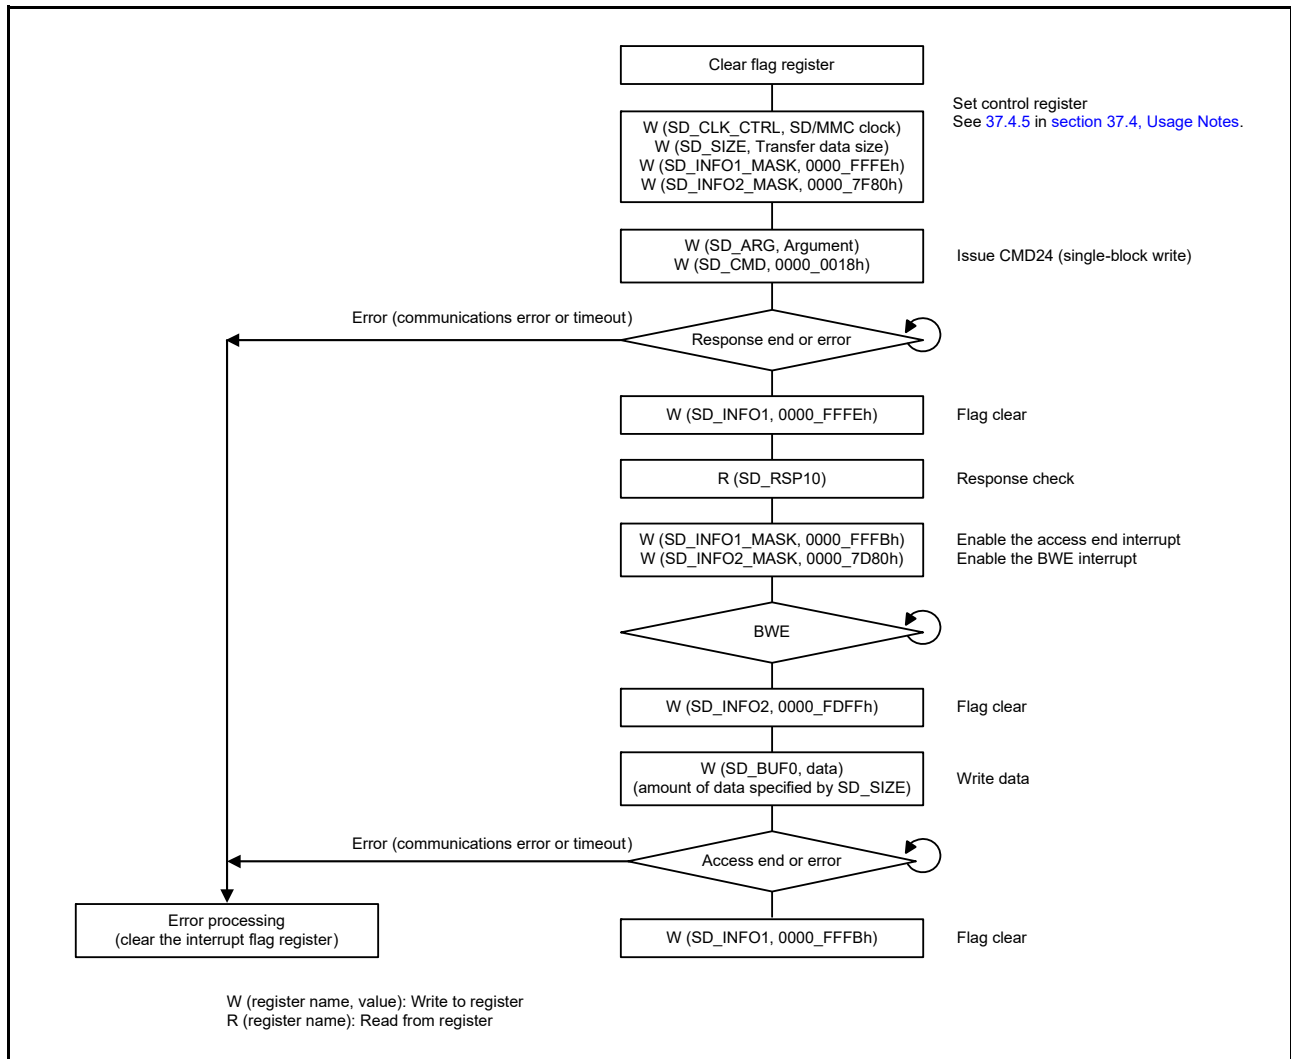 Clear flag register
Set control register
See 37.4.5 in section 37.4, Usage Notes.
W (SD_CLK_CTRL, SD/MMC clock)
W (SD_SIZE, Transfer data size)
W (SD_INFO1_MASK, 0000_FFFEh)
W (SD_INFO2_MASK, 0000_7F80h)
W (SD_ARG, Argument)
W (SD_CMD, 0000_0018h)
Issue CMD24 (single-block write)
Error (communications error or timeout)
Response end or error
W (SD_INFO1, 0000_FFFEh)
Flag clear
R (SD_RSP10)
Response check
W (SD_INFO1_MASK, 0000_FFFBh)
W (SD_INFO2_MASK, 0000_7D80h)
Enable the access end interrupt
Enable the BWE interrupt
BWE
W (SD_INFO2, 0000_FDFFh)
Flag clear
W (SD_BUF0, data)
(amount of data specified by SD_SIZE)
Write data
Error (communications error or timeout)
Access end or error
Error processing
(clear the interrupt flag register)
W (SD_INFO1, 0000_FFFBh)
Flag clear
W (register name, value): Write to register
R (register name): Read from register